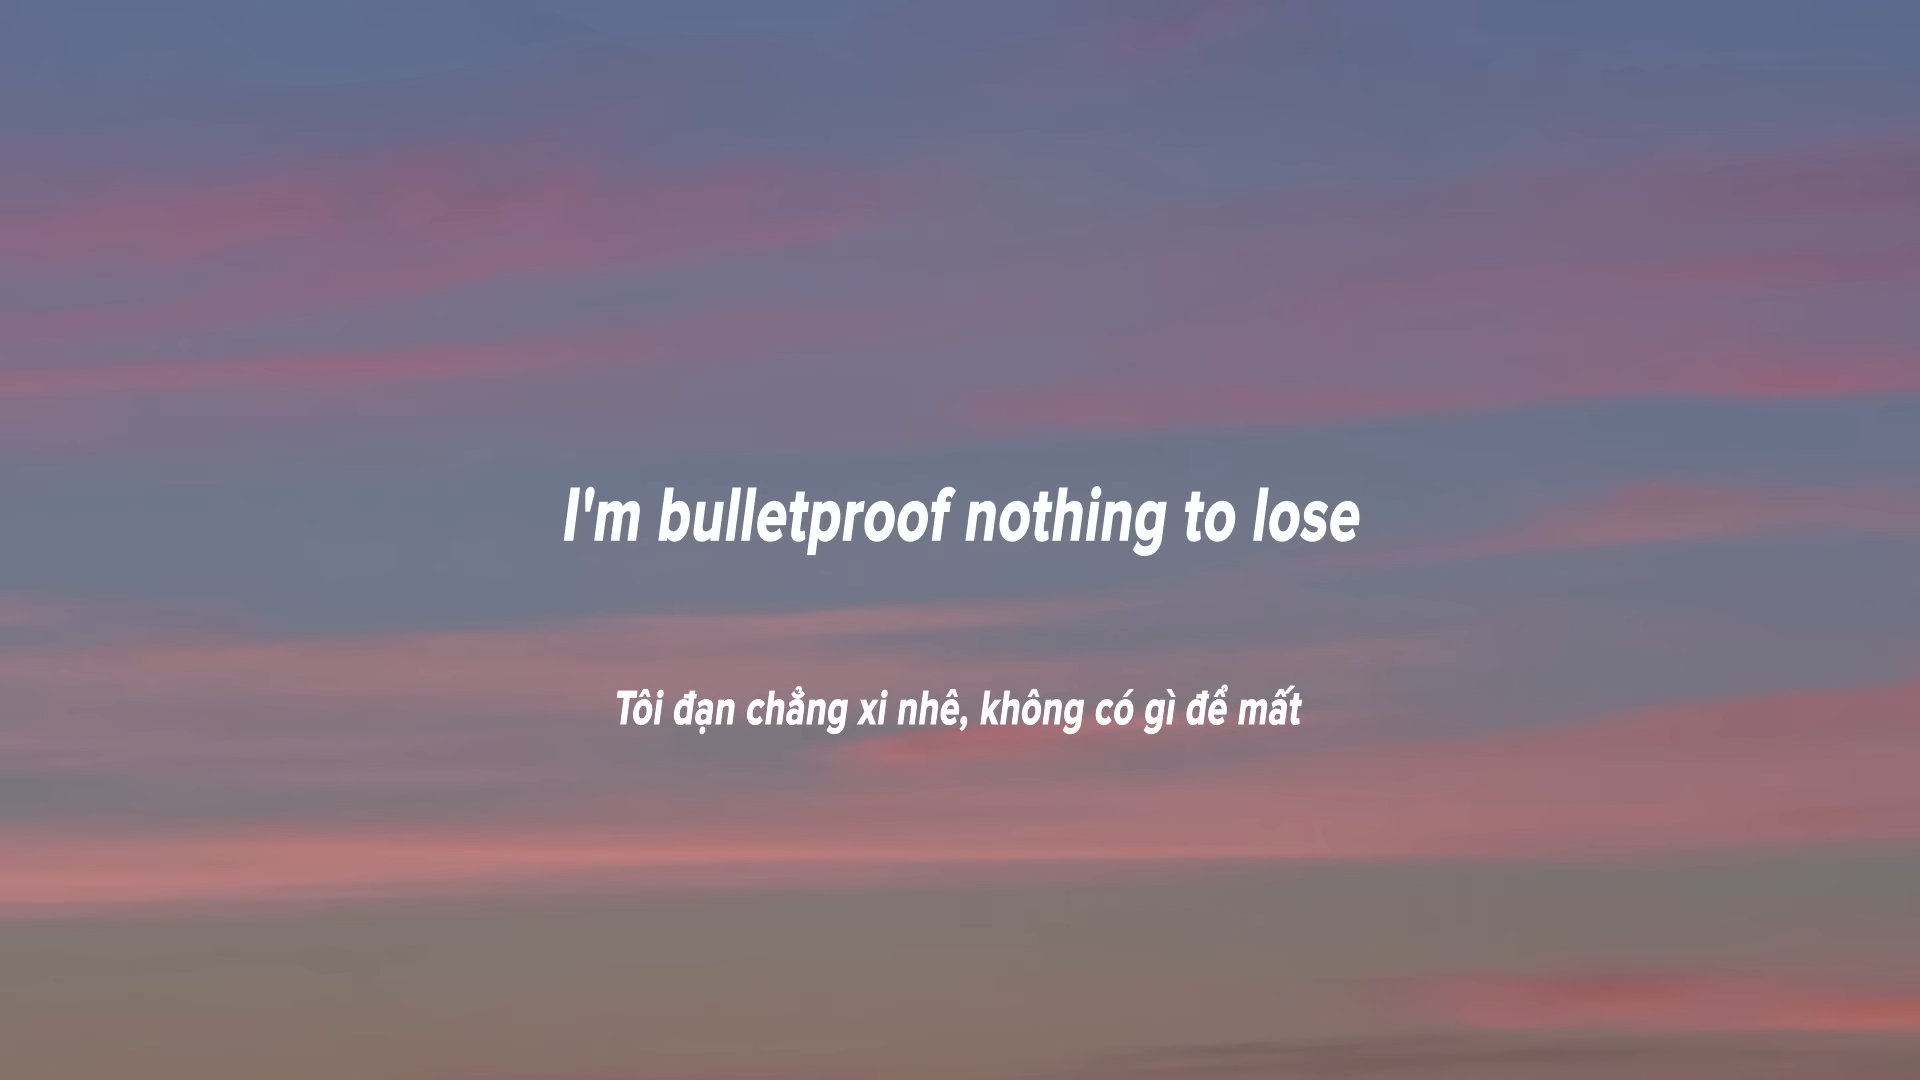 I'm bulletproof nothing to lose
Tôi đạn chẳng xi nhê, không có gì để mất